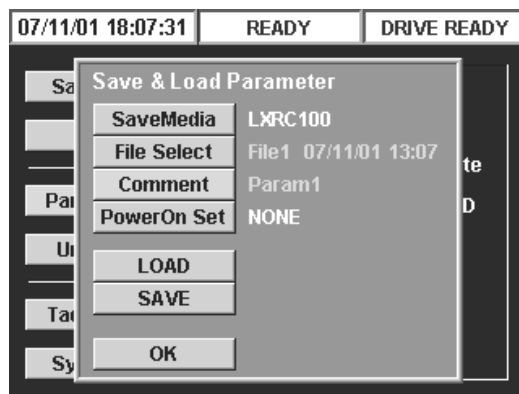 07/11/01 18:07:31 READY DRIVE READY
Save & Load Parameter
SaveMedia LXRC100
File Select File1 07/11/01 13:07
Comment Param1
PowerOn Set NONE
LOAD
SAVE
OK